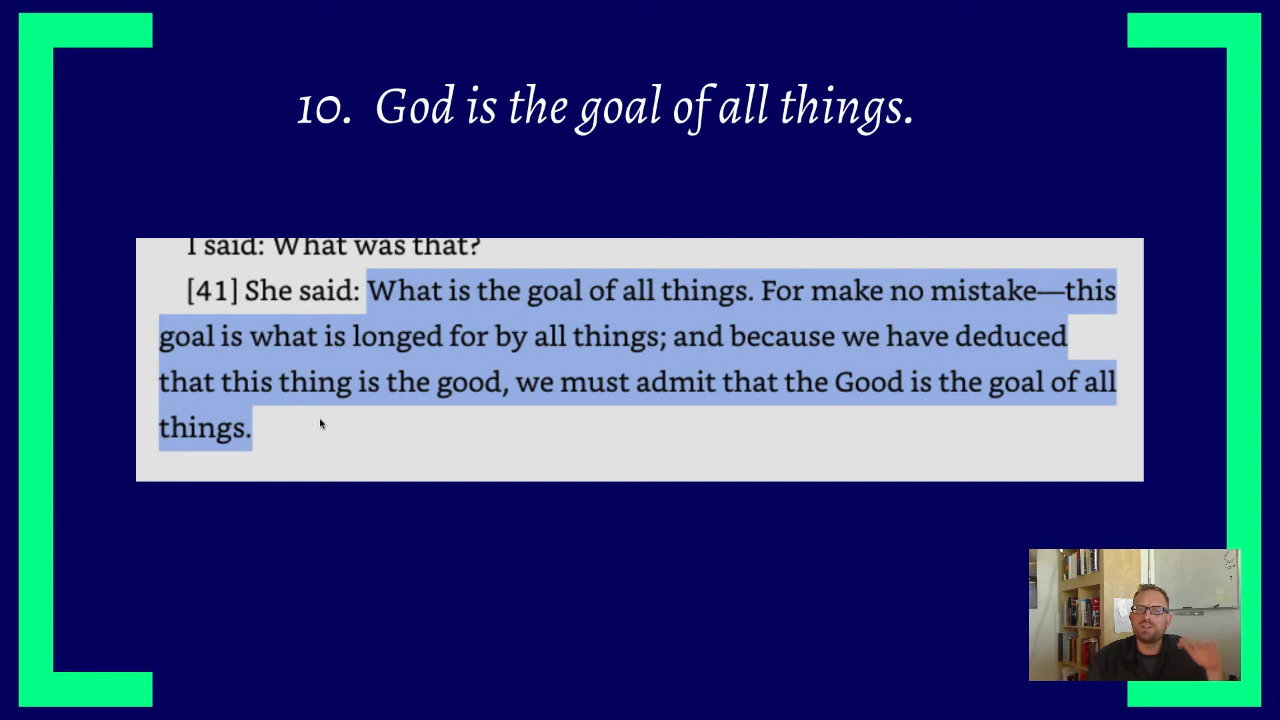 10. God is the goal of all things.
I said: What was that?
[41] She said: What is the goal of all things. For make no mistake—this
goal is what is longed for by all things; and because we have deduced
that this thing is the good, we must admit that the Good is the goal of all
things.